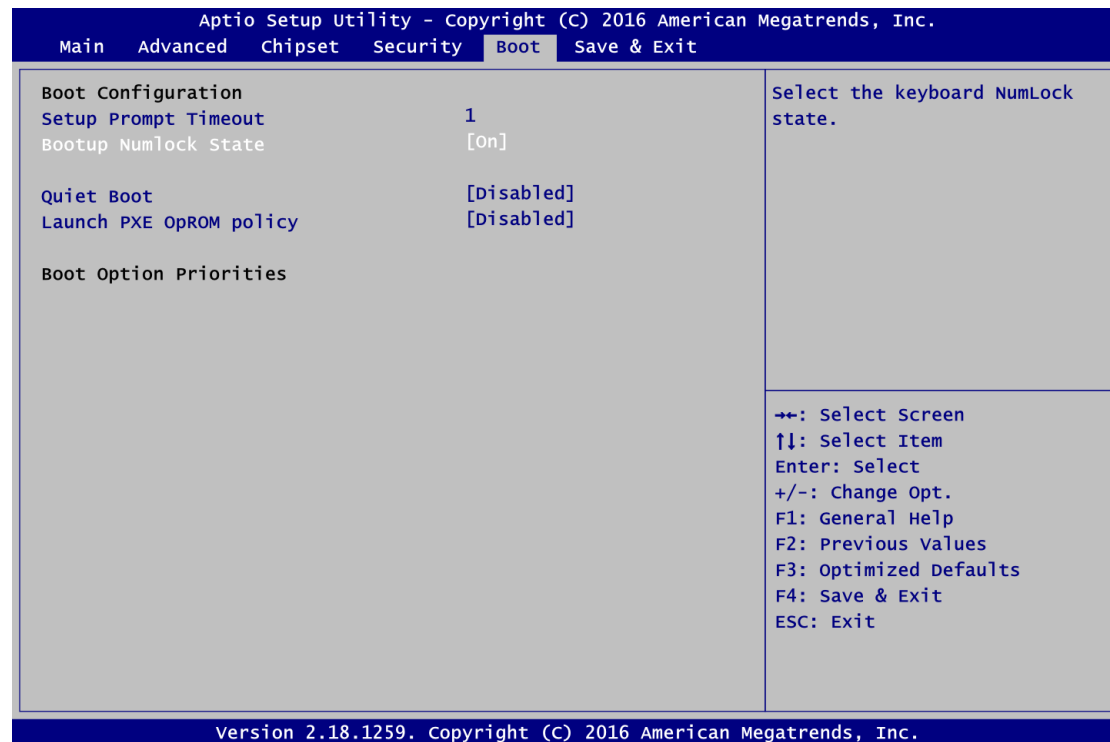 Aptio Setup Utility – Copyright (C) 2016 American Megatrends, Inc.
Main Advanced Chipset Security Boot Save & Exit
Boot Configuration
Setup Prompt Timeout 1
Bootup Numlock State [On]
Quiet Boot [Disabled]
Launch PXE OpROM policy [Disabled]
Boot Option Priorities
Select the keyboard NumLock
state.
→←: Select Screen
↑↓: Select Item
Enter: Select
+/-: Change Opt.
F1: General Help
F2: Previous Values
F3: Optimized Defaults
F4: Save & Exit
ESC: Exit
Version 2.18.1259. Copyright (C) 2016 American Megatrends, Inc.